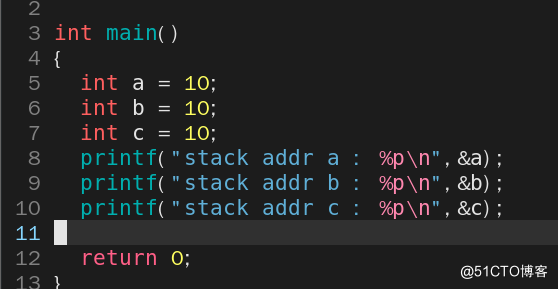 2
3 int main()
4 {
5   int a = 10;
6   int b = 10;
7   int c = 10;
8   printf("stack addr a : %p\n",&a);
9   printf("stack addr b : %p\n",&b);
10   printf("stack addr c : %p\n",&c);
11
12   return 0;
13 }
@51CTO博客